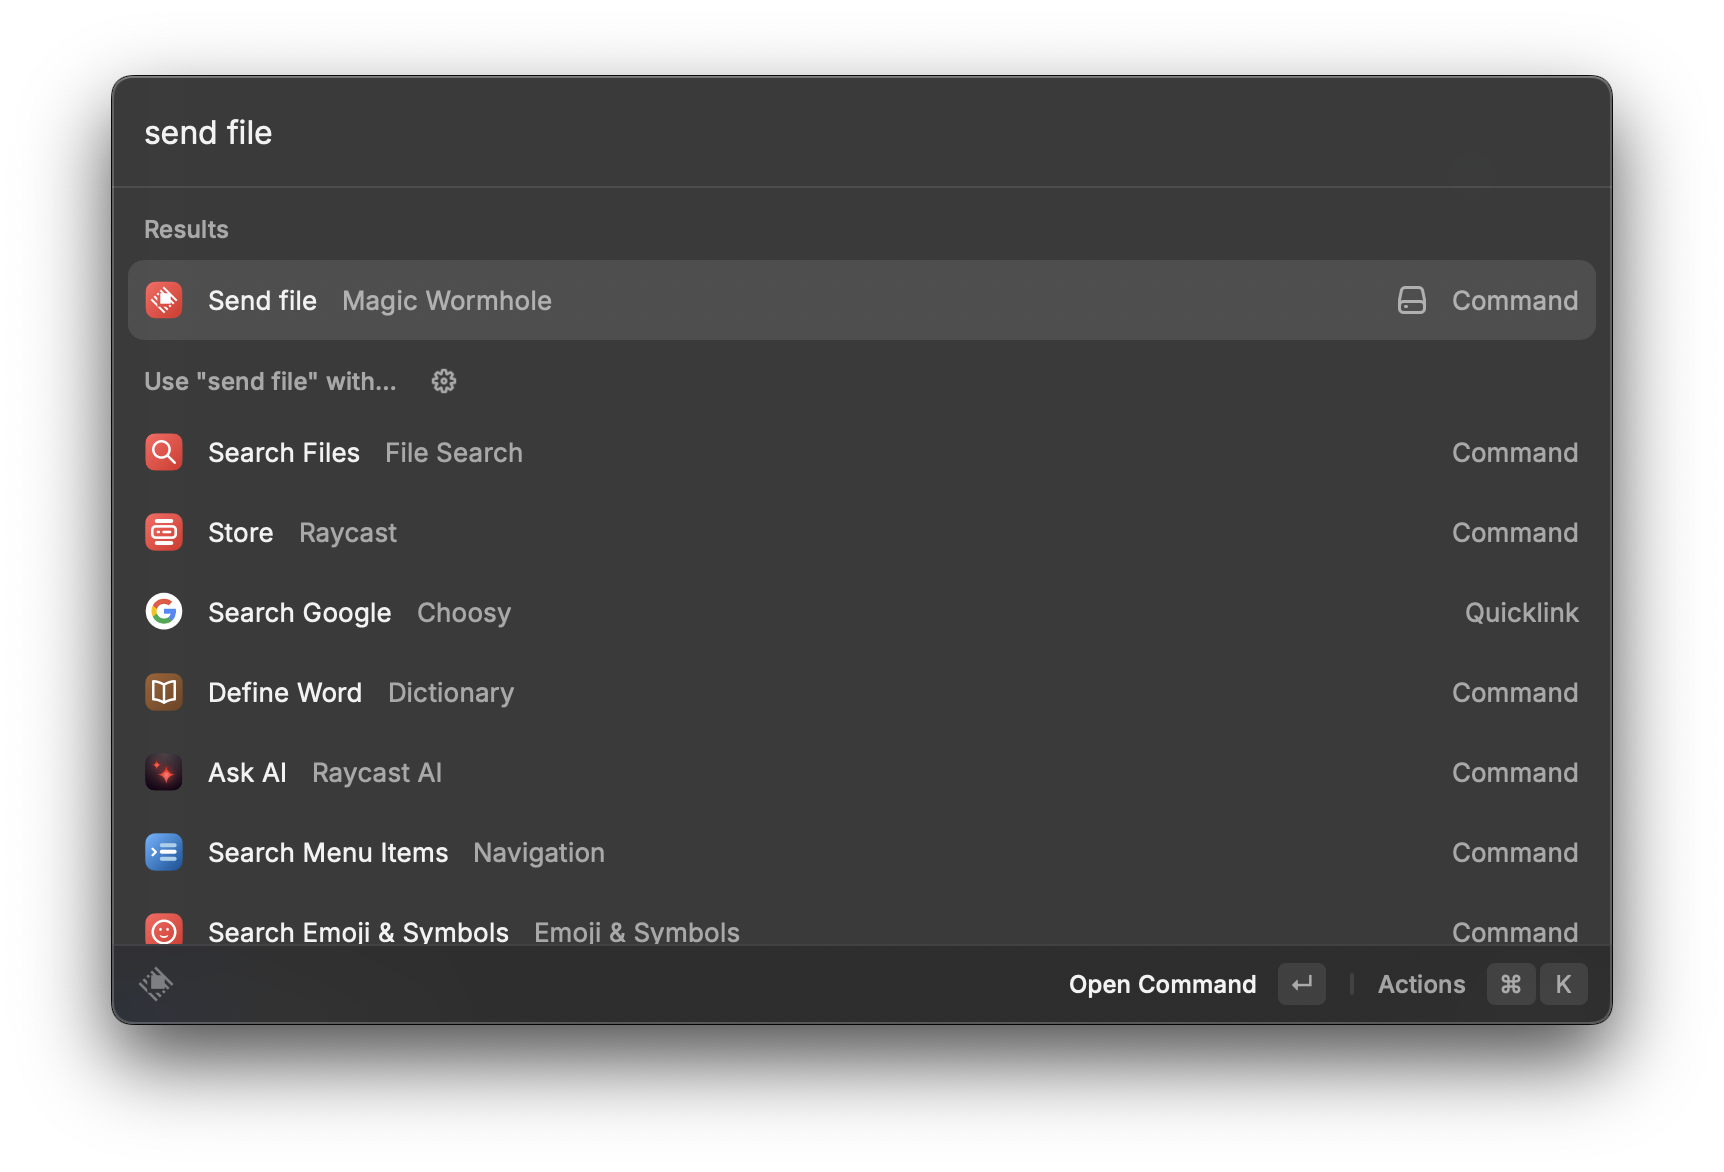 send file
Results
Send file Magic Wormhole Command
Use "send file" with...
Search Files File Search Command
Store Raycast Command
Search Google Choosy Quicklink
Define Word Dictionary Command
Ask AI Raycast AI Command
Search Menu Items Navigation Command
Search Emoji & Symbols Emoji & Symbols Command
Open Command ↵ | Actions ⌘ K